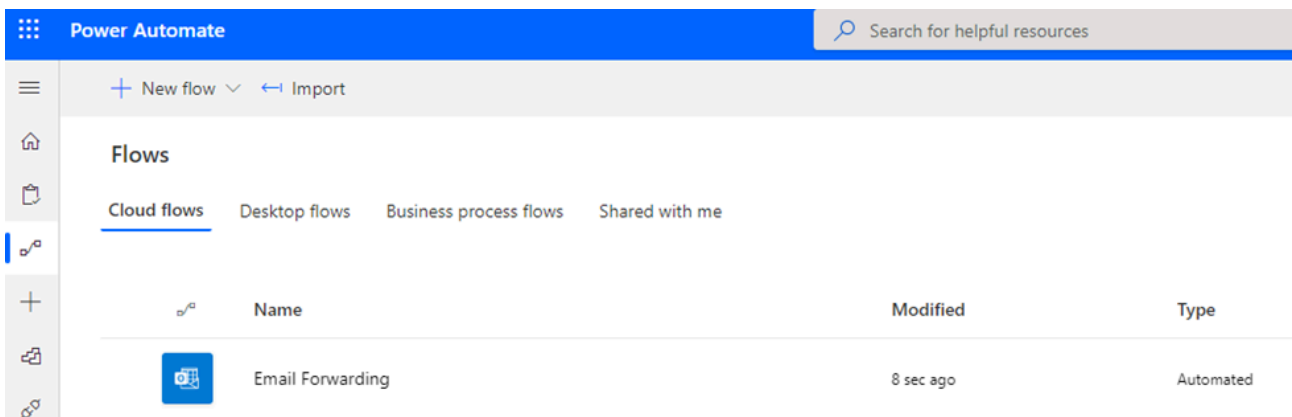 Power Automate
Search for helpful resources
New flow
Import
Flows
Cloud flows
Desktop flows
Business process flows
Shared with me
Name
Modified
Type
Email Forwarding
8 sec ago
Automated